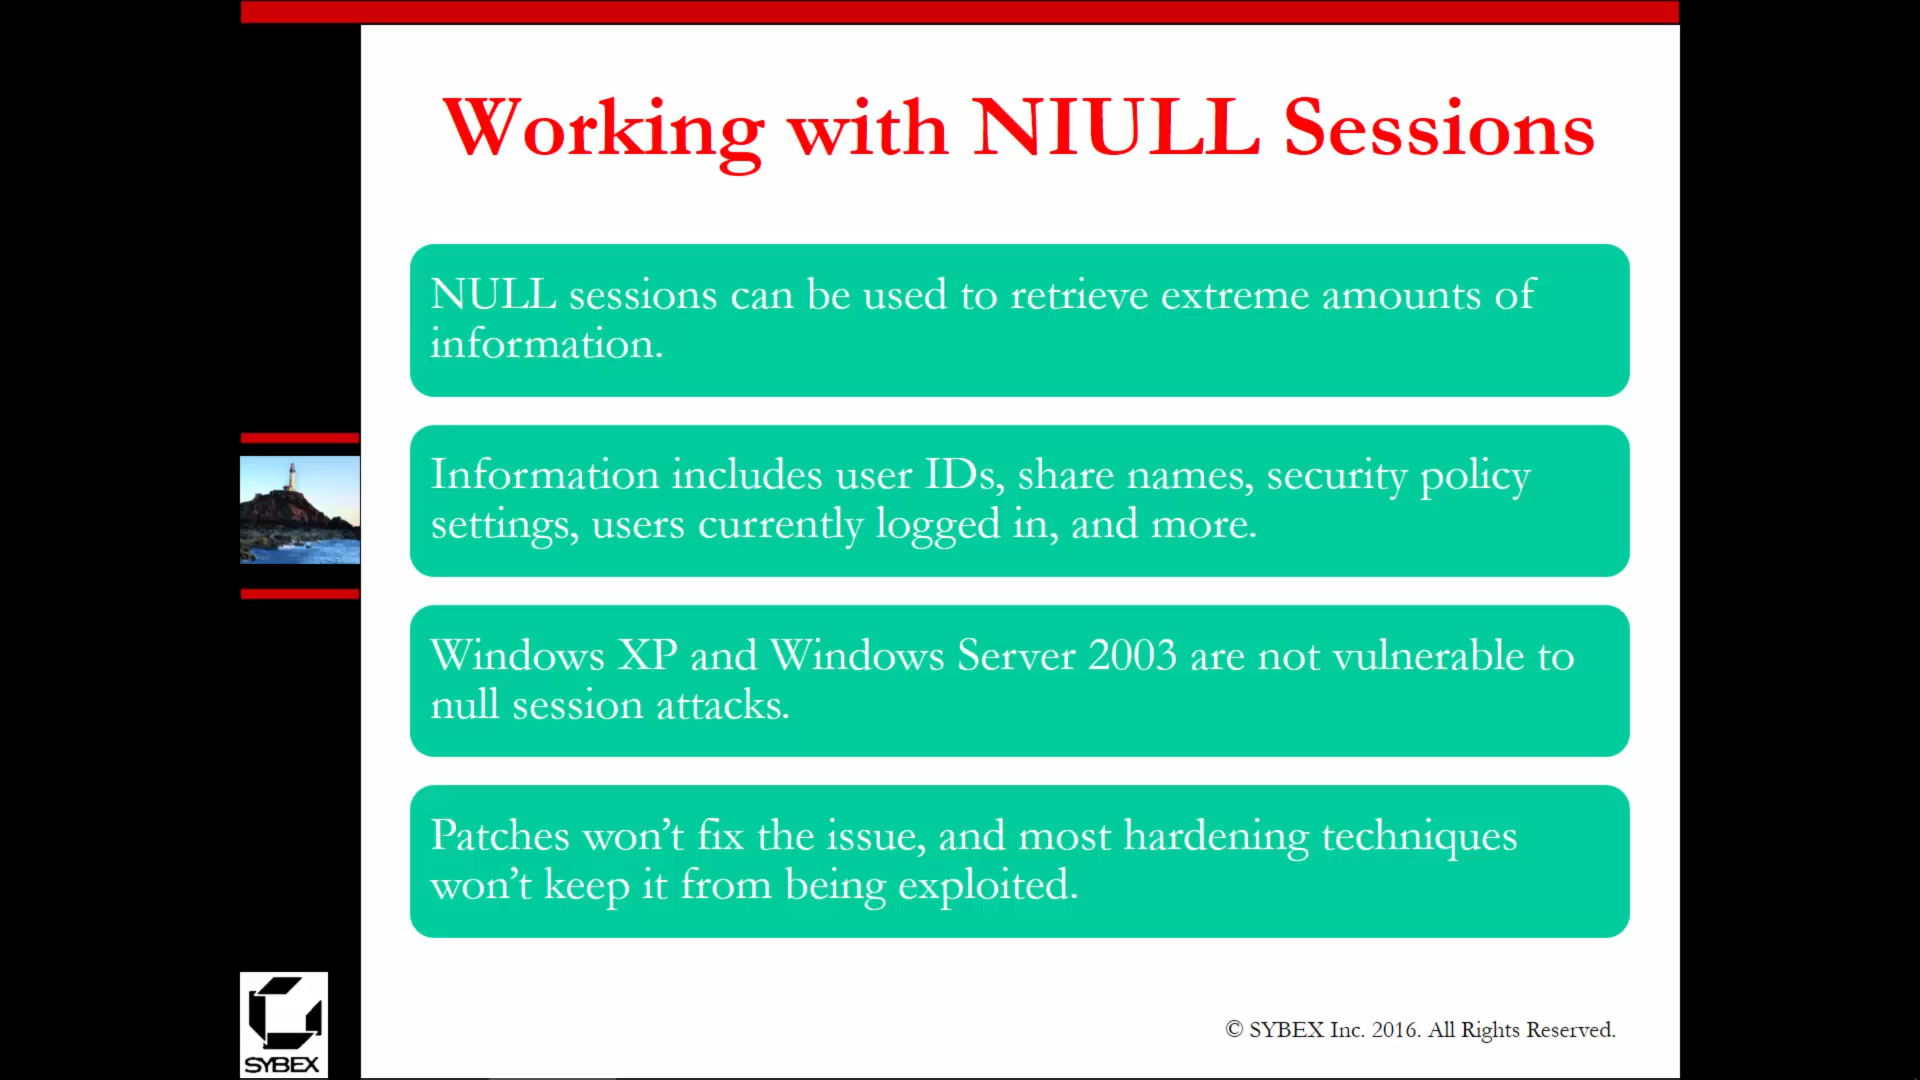 Working with NIULL Sessions
NULL sessions can be used to retrieve extreme amounts of
information.
Information includes user IDs, share names, security policy
settings, users currently logged in, and more.
Windows XP and Windows Server 2003 are not vulnerable to
null session attacks.
Patches won’t fix the issue, and most hardening techniques
won’t keep it from being exploited.
© SYBEX Inc. 2016. All Rights Reserved.
SYBEX